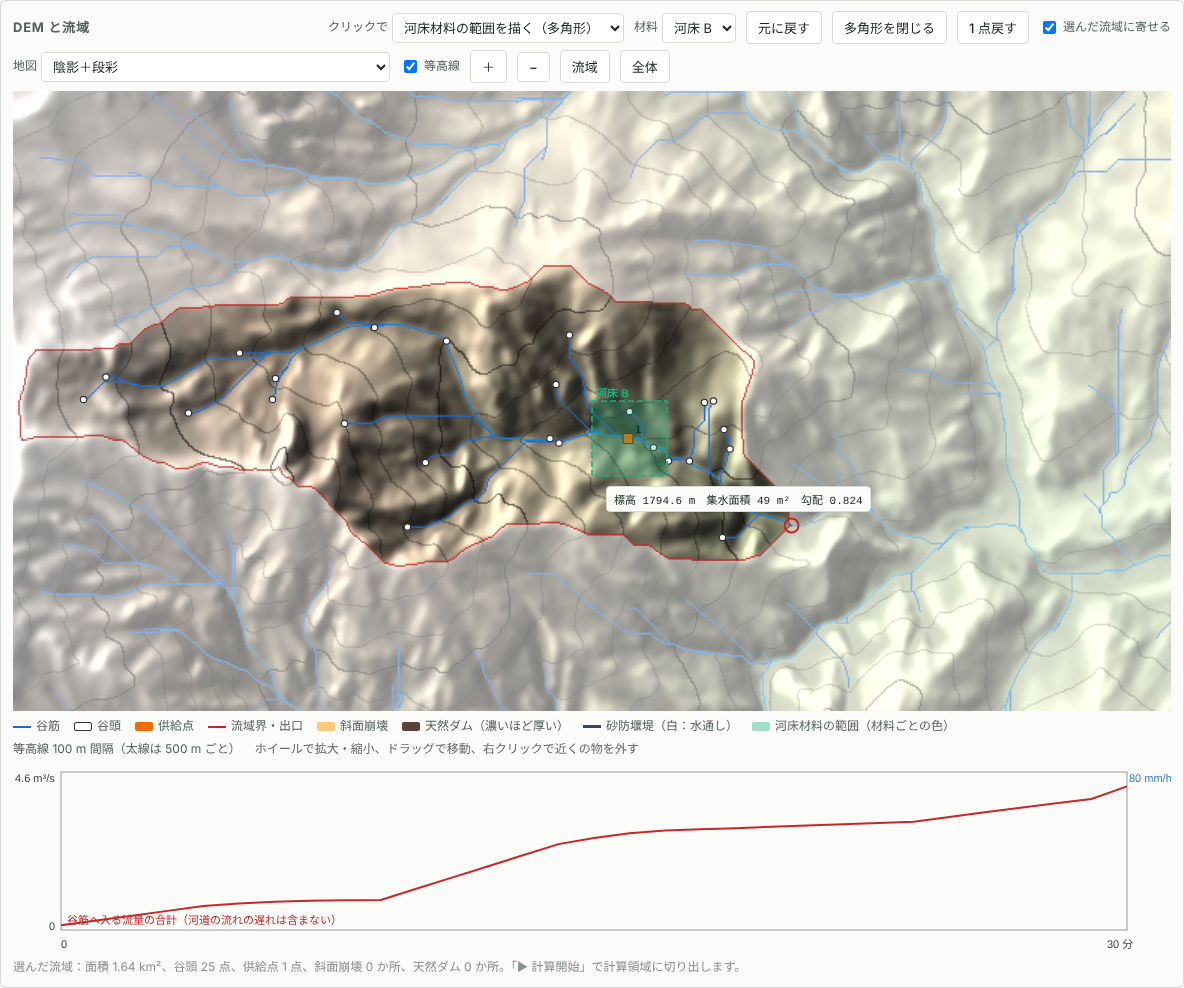 DEM と流域 クリックで 河床材料の範囲を描く（多角形） 材料 河床 B 元に戻す 多角形を閉じる 1 点戻す 選んだ流域に寄せる
地図 陰影＋段彩 等高線 ＋ − 流域 全体
河床 B
1
標高 1794.6 m 集水面積 49 m² 勾配 0.824
谷筋 谷頭 供給点 流域界・出口 斜面崩壊 天然ダム（濃いほど厚い） 砂防堰堤（白：水通し） 河床材料の範囲（材料ごとの色）
等高線 100 m 間隔（太線は 500 m ごと） ホイールで拡大・縮小、ドラッグで移動、右クリックで近くの物を外す
4.6 m³/s 80 mm/h
谷筋へ入る流量の合計（河道の流れの遅れは含まない）
0
0 30 分
選んだ流域：面積 1.64 km²、谷頭 25 点、供給点 1 点、斜面崩壊 0 か所、天然ダム 0 か所。「▶ 計算開始」で計算領域に切り出します。